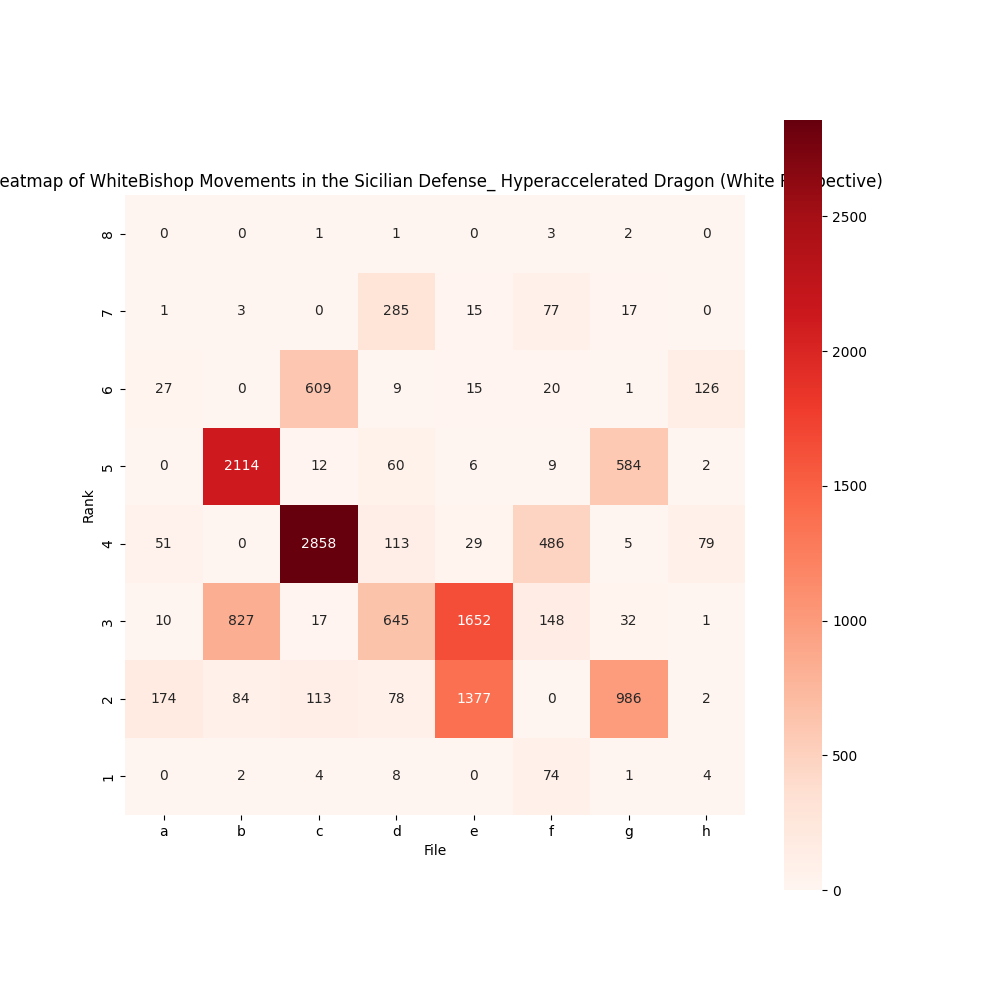 eatmap of WhiteBishop Movements in the Sicilian Defense_ Hyperaccelerated Dragon (White pective)
2500
8 0 0 1 1 0 3 2 0
7 1 3 0 285 15 77 17 0
2000
6 27 0 609 9 15 20 1 126
5 0 2114 12 60 6 9 584 2
1500
Rank
4 51 0 2858 113 29 486 5 79
1000
3 10 827 17 645 1652 148 32 1
2 174 84 113 78 1377 0 986 2
500
1 0 2 4 8 0 74 1 4
a b c d e f g h
File
0